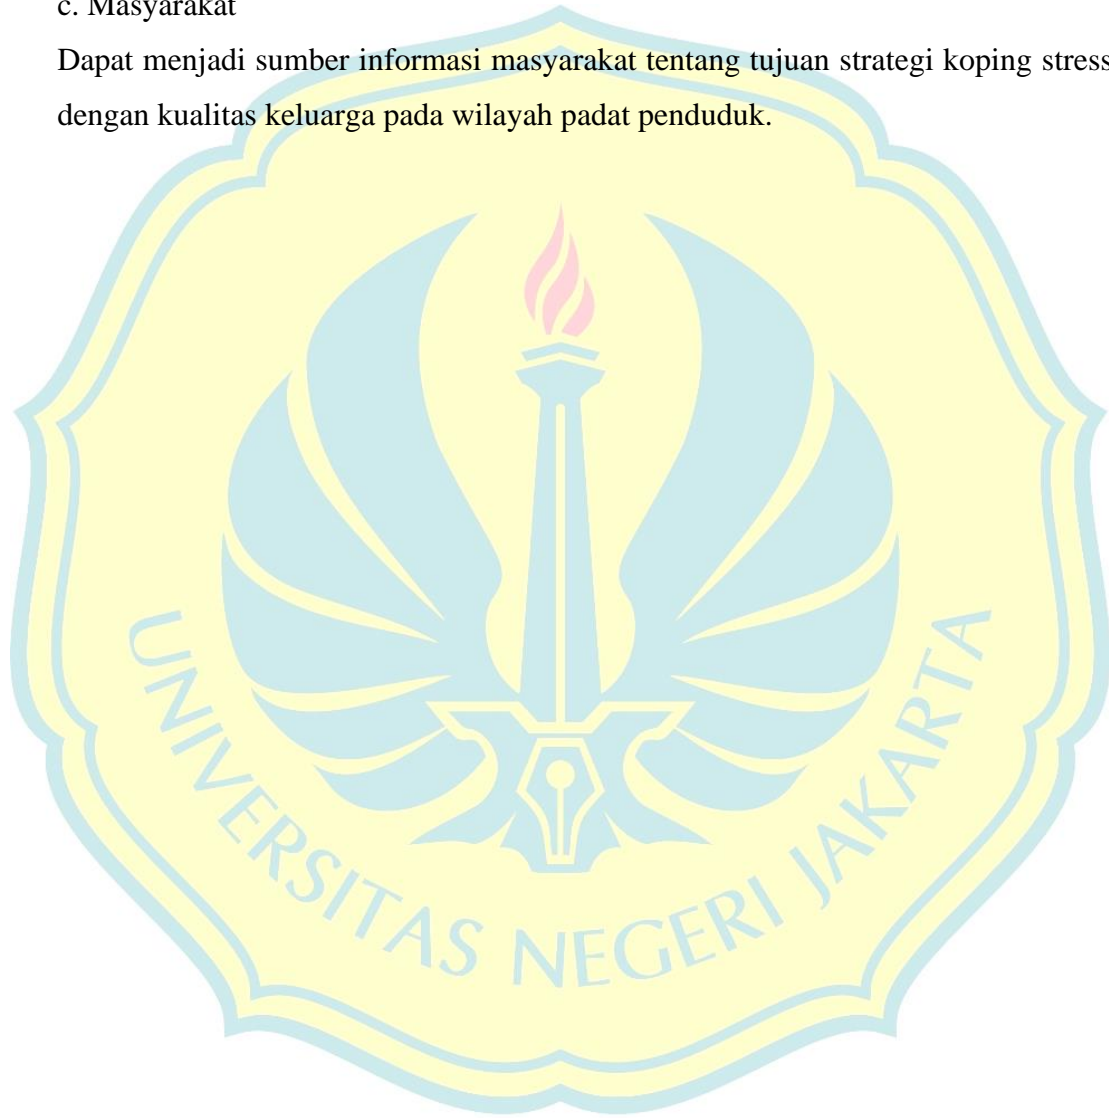 c. Masyarakat
Dapat menjadi sumber informasi masyarakat tentang tujuan strategi koping stress
dengan kualitas keluarga pada wilayah padat penduduk.
UNIVERSITAS NEGERI JAKARTA